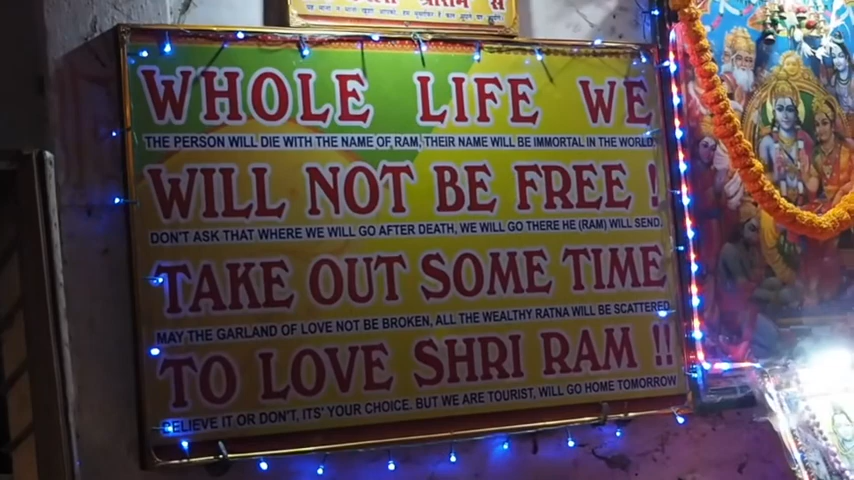 WHOLE LIFE WE
THE PERSON WILL DIE WITH THE NAME OF RAM, THEIR NAME WILL BE IMMORTAL IN THE WORLD.
WILL NOT BE FREE !
DON'T ASK THAT WHERE WE WILL GO AFTER DEATH, WE WILL GO THERE HE (RAM) WILL SEND.
TAKE OUT SOME TIME
MAY THE GARLAND OF LOVE NOT BE BROKEN, ALL THE WEALTHY RATNA WILL BE SCATTERED.
TO LOVE SHRI RAM !!
BELIEVE IT OR DON'T, ITS' YOUR CHOICE. BUT WE ARE TOURIST, WILL GO HOME TOMORROW